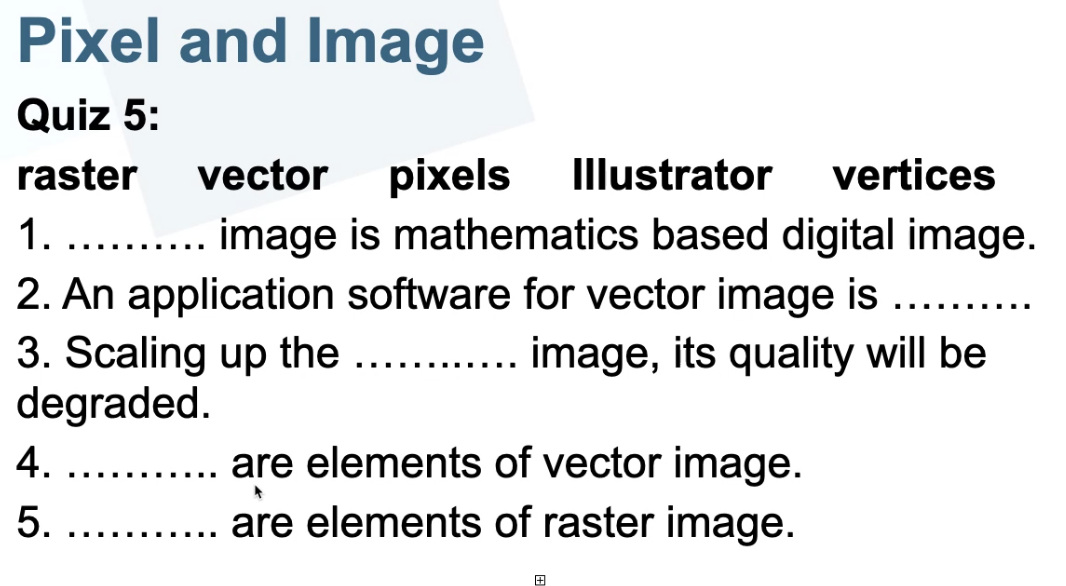 Pixel and Image
Quiz 5:
raster vector pixels Illustrator vertices
1. ………. image is mathematics based digital image.
2. An application software for vector image is ……….
3. Scaling up the ……..…. image, its quality will be
degraded.
4. ……….. are elements of vector image.
5. ……….. are elements of raster image.